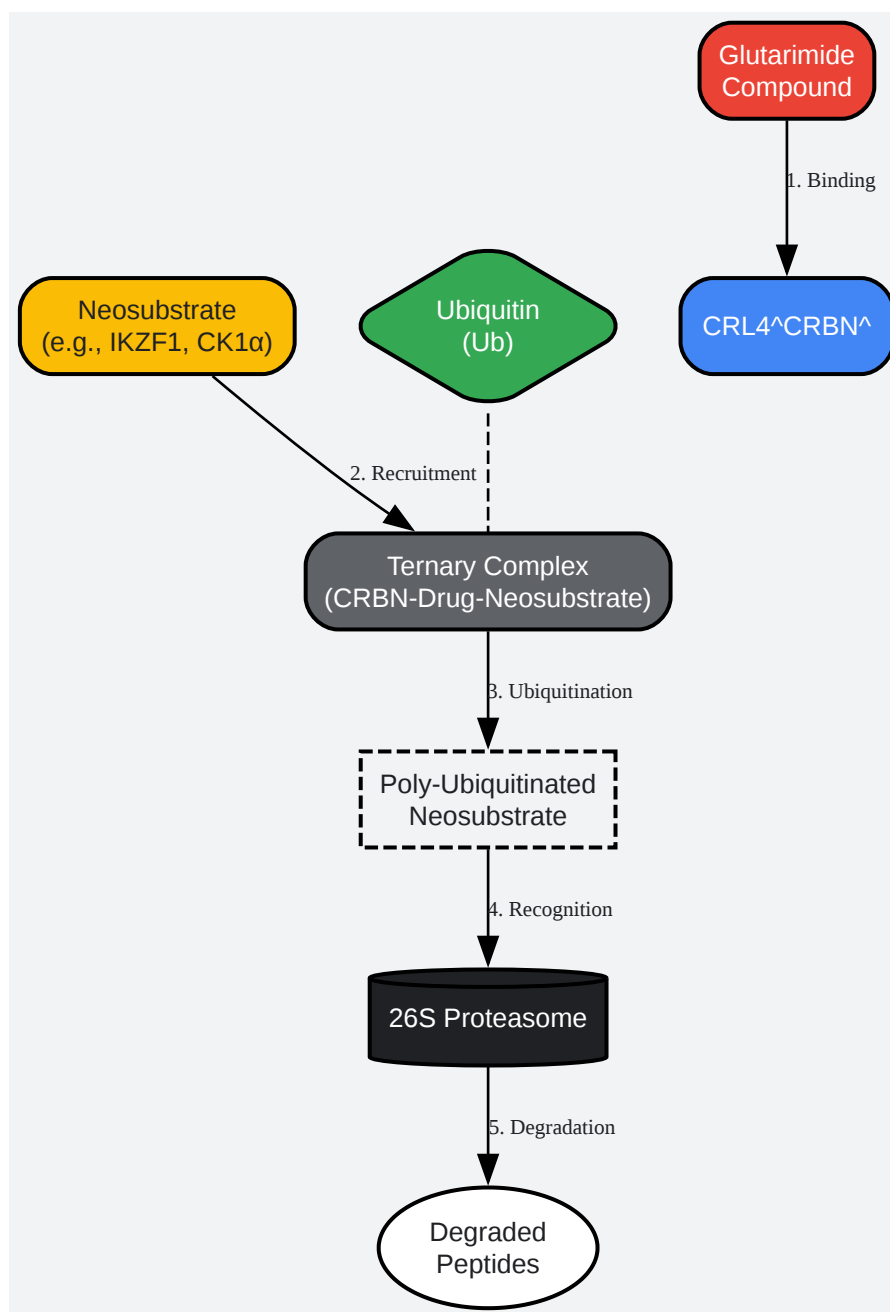 Glutarimide
Compound
1. Binding
Neosubstrate
(e.g., IKZF1, CK1α)
Ubiquitin
(Ub)
CRL4^CRBN^
2. Recruitment
Ternary Complex
(CRBN-Drug-Neosubstrate)
3. Ubiquitination
Poly-Ubiquitinated
Neosubstrate
4. Recognition
26S Proteasome
5. Degradation
Degraded
Peptides